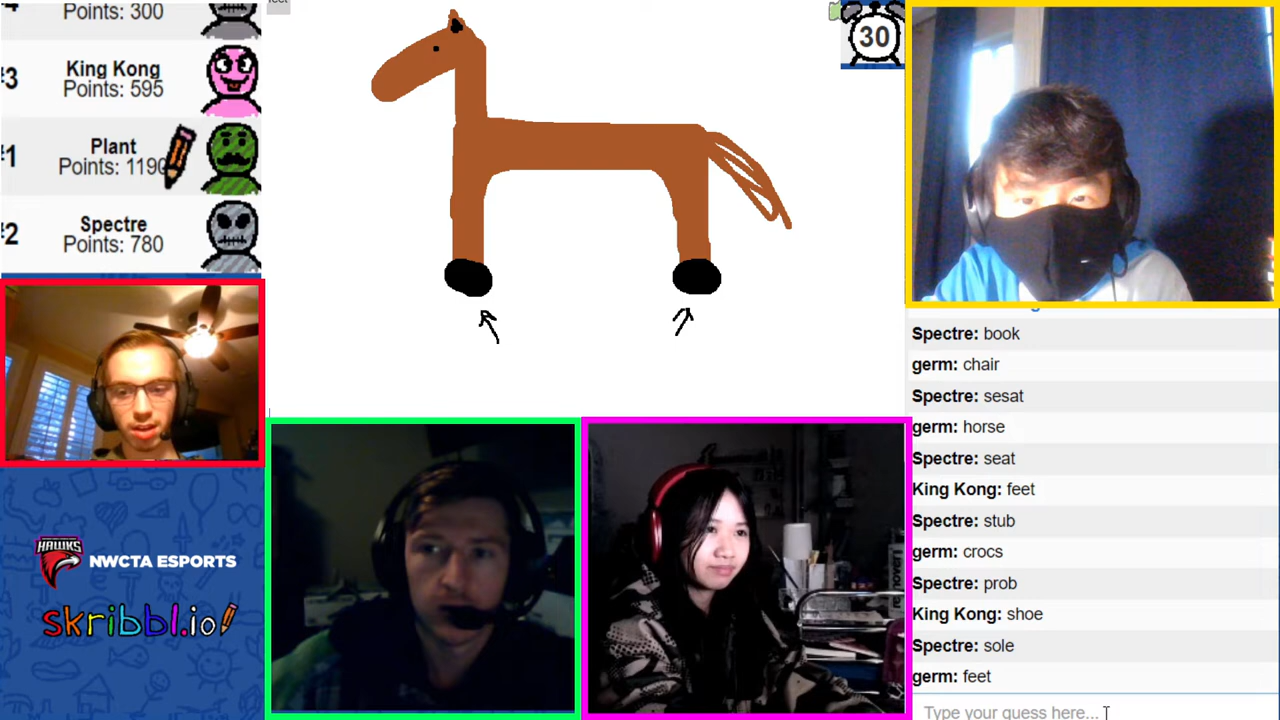 Points: 300
#3
King Kong
Points: 595
#1
Plant
Points: 1190
#2
Spectre
Points: 780
30
Spectre: book
germ: chair
Spectre: sesat
germ: horse
Spectre: seat
King Kong: feet
Spectre: stub
germ: crocs
Spectre: prob
King Kong: shoe
Spectre: sole
germ: feet
Type your guess here...
HAWKS
NWCTA ESPORTS
skribbl.io